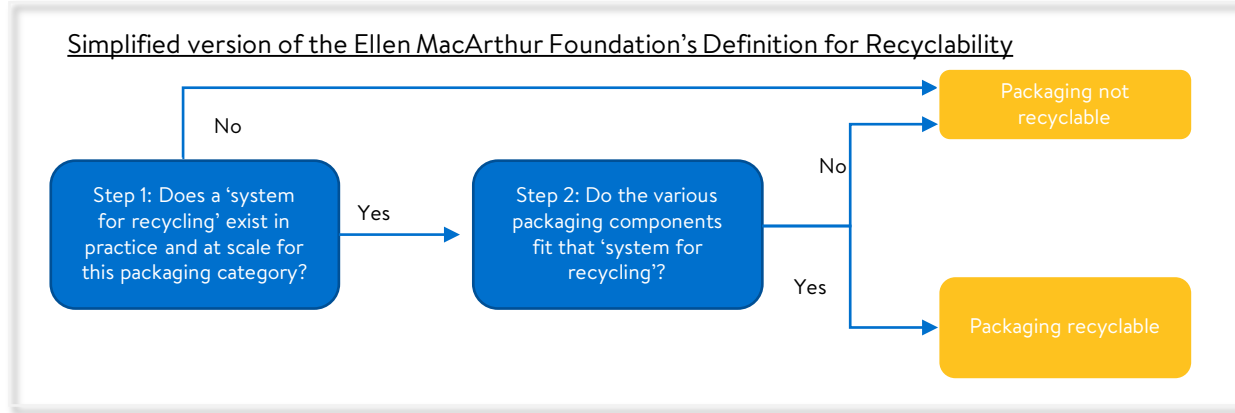 Simplified version of the Ellen MacArthur Foundation's Definition for Recyclability
Packaging not
recyclable
No
No
Step 1: Does a ‘system
for recycling’ exist in
practice and at scale for
this packaging category?
Yes
Step 2: Do the various
packaging components
fit that ‘system for
recycling’?
Yes
Packaging recyclable